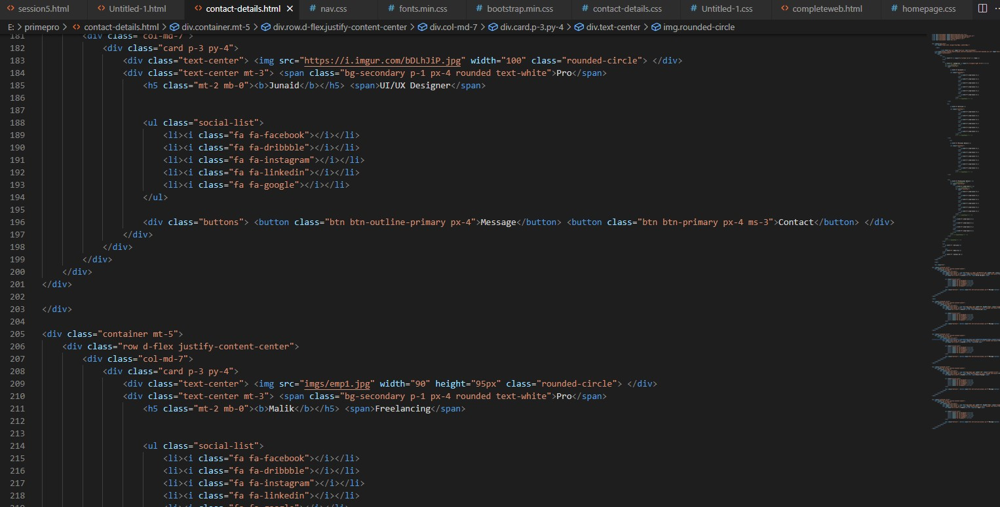 session5.html Untitled-1.html contact-details.html nav.css fonts.min.css bootstrap.min.css contact-details.css Untitled-1.css completeweb.html homepage.css
E: > primepro > contact-details.html > div.container.mt-5 > div.row.d-flex.justify-content-center > div.col-md-7 > div.card.p-3.py-4 > div.text-center > img.rounded-circle
181 <div class="col-md-7">
182 <div class="card p-3 py-4">
183 <div class="text-center"> <img src="https://i.imgur.com/bDLhJiP.jpg" width="100" class="rounded-circle"> </div>
184 <div class="text-center mt-3"> <span class="bg-secondary p-1 px-4 rounded text-white">Pro</span>
185 <h5 class="mt-2 mb-0"><b>Junaid</b></h5> <span>UI/UX Designer</span>
186
187
188 <ul class="social-list">
189 <li><i class="fa fa-facebook"></i></li>
190 <li><i class="fa fa-dribbble"></i></li>
191 <li><i class="fa fa-instagram"></i></li>
192 <li><i class="fa fa-linkedin"></i></li>
193 <li><i class="fa fa-google"></i></li>
194 </ul>
195
196 <div class="buttons"> <button class="btn btn-outline-primary px-4">Message</button> <button class="btn btn-primary px-4 ms-3">Contact</button> </div>
197 </div>
198 </div>
199 </div>
200 </div>
201 </div>
202
203 </div>
204
205 <div class="container mt-5">
206 <div class="row d-flex justify-content-center">
207 <div class="col-md-7">
208 <div class="card p-3 py-4">
209 <div class="text-center"> <img src="imgs/emp1.jpg" width="90" height="95px" class="rounded-circle"> </div>
210 <div class="text-center mt-3"> <span class="bg-secondary p-1 px-4 rounded text-white">Pro</span>
211 <h5 class="mt-2 mb-0"><b>Malik</b></h5> <span>Freelancing</span>
212
213
214 <ul class="social-list">
215 <li><i class="fa fa-facebook"></i></li>
216 <li><i class="fa fa-dribbble"></i></li>
217 <li><i class="fa fa-instagram"></i></li>
218 <li><i class="fa fa-linkedin"></i></li>
219 <li><i class="fa fa-google"></i></li>